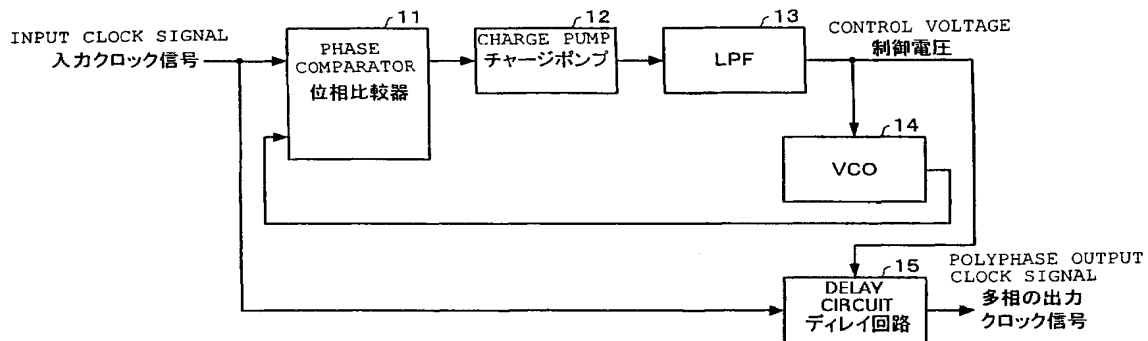 11
12
13
INPUT CLOCK SIGNAL
入力クロック信号
PHASE
COMPARATOR
位相比較器
CHARGE PUMP
チャージポンプ
LPF
CONTROL VOLTAGE
制御電圧
14
VCO
15
DELAY
CIRCUIT
ディレイ回路
POLYPHASE OUTPUT
CLOCK SIGNAL
多相の出力
クロック信号